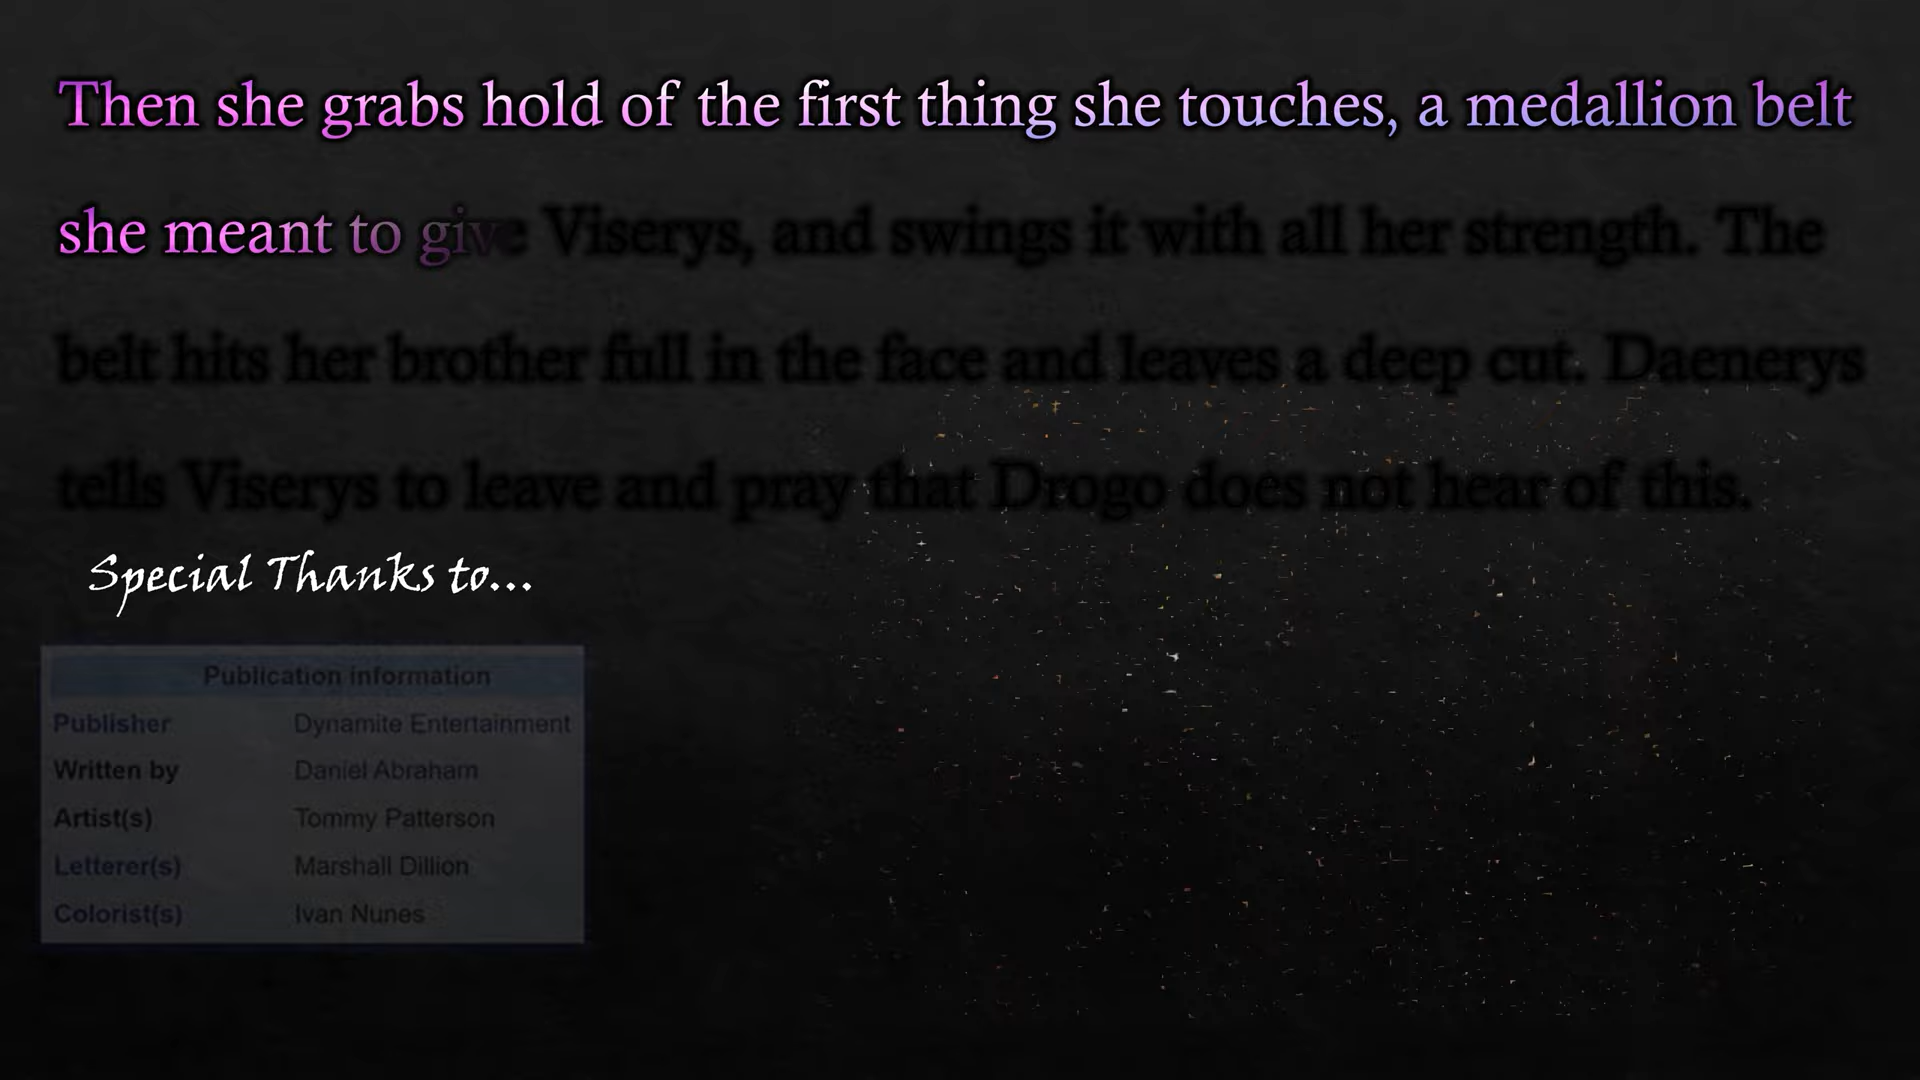 Then she grabs hold of the first thing she touches, a medallion belt
she meant to give Viserys, and swings it with all her strength. The
belt hits her brother full in the face and leaves a deep cut. Daenerys
tells Viserys to leave and pray that Drogo does not hear of this.
Special Thanks to...
Publication information
Publisher Dynamite Entertainment
Written by Daniel Abraham
Artist(s) Tommy Patterson
Letterer(s) Marshall Dillion
Colorist(s) Ivan Nunes